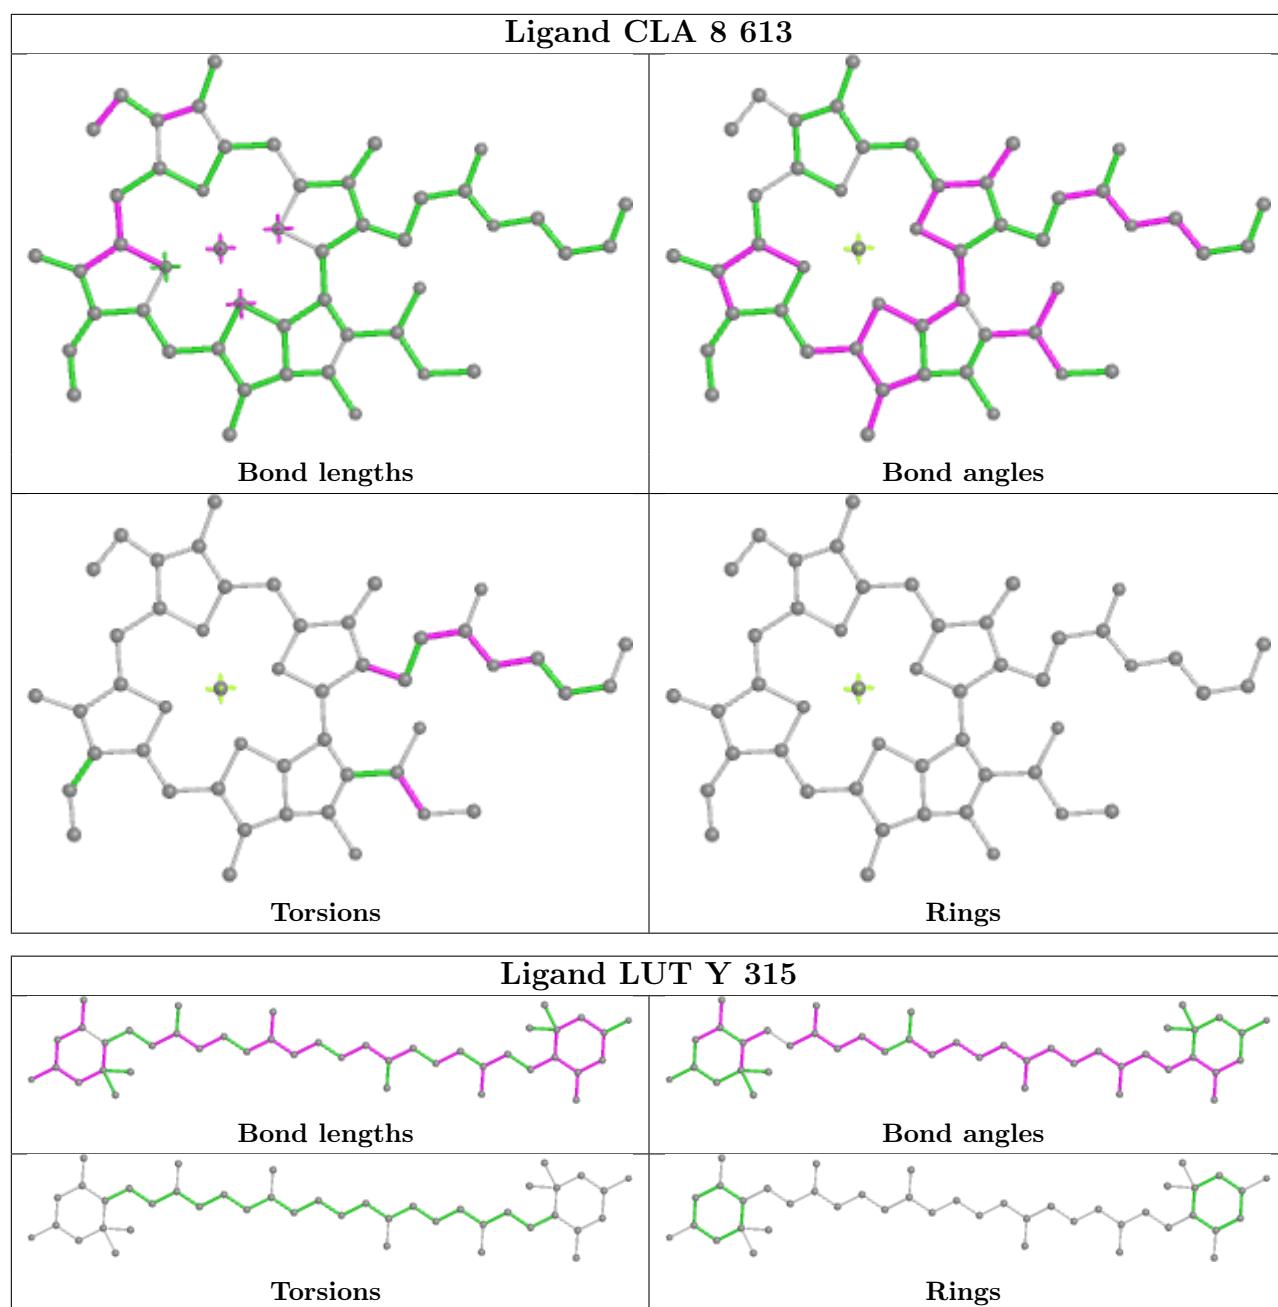 Ligand CLA 8 613
Bond lengths
Bond angles
Torsions
Rings
Ligand LUT Y 315
Bond lengths
Bond angles
Torsions
Rings